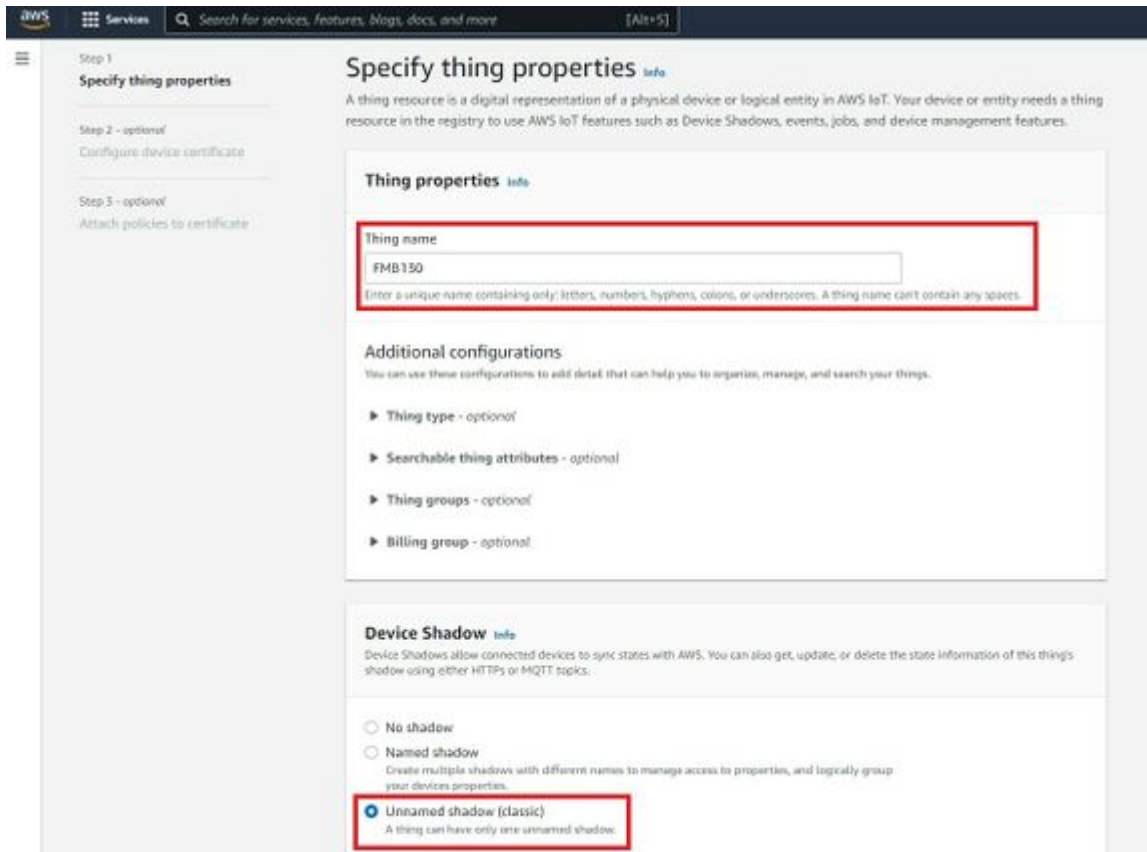 aws
Services
Search for services, features, blogs, docs, and more
[Alt+S]
Step 1
Specify thing properties
Step 2 - optional
Configure device certificate
Step 3 - optional
Attach policies to certificate
Specify thing properties Info
A thing resource is a digital representation of a physical device or logical entity in AWS IoT. Your device or entity needs a thing
resource in the registry to use AWS IoT features such as Device Shadows, events, jobs, and device management features.
Thing properties Info
Thing name
FMB130
Enter a unique name containing only: letters, numbers, hyphens, colons, or underscores. A thing name can't contain any spaces.
Additional configurations
You can use these configurations to add detail that can help you to organize, manage, and search your things.
Thing type - optional
Searchable thing attributes - optional
Thing groups - optional
Billing group - optional
Device Shadow Info
Device Shadows allow connected devices to sync states with AWS. You can also get, update, or delete the state information of this thing's
shadow using either HTTPs or MQTT topics.
No shadow
Named shadow
Create multiple shadows with different names to manage access to properties, and logically group
your devices properties.
Unnamed shadow (classic)
A thing can have only one unnamed shadow.